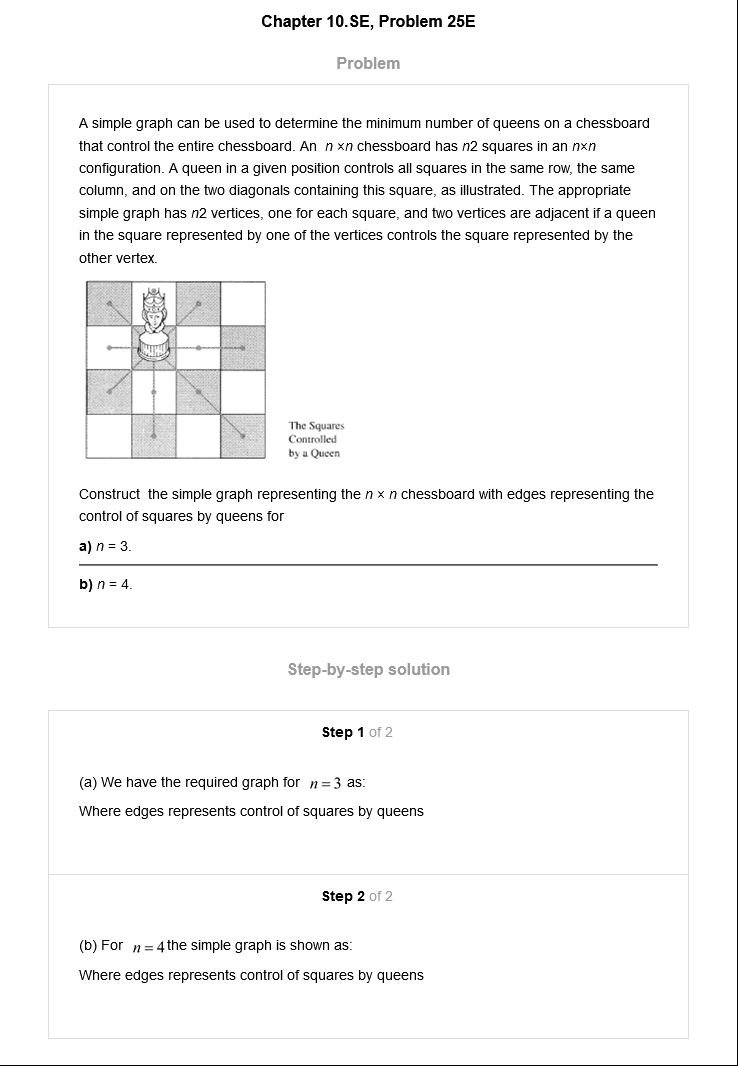 Chapter 10.SE, Problem 25E
Problem
A simple graph can be used to determine the minimum number of queens on a chessboard
that control the entire chessboard. An n ×n chessboard has n2 squares in an n×n
configuration. A queen in a given position controls all squares in the same row, the same
column, and on the two diagonals containing this square, as illustrated. The appropriate
simple graph has n2 vertices, one for each square, and two vertices are adjacent if a queen
in the square represented by one of the vertices controls the square represented by the
other vertex.
The Squares
Controlled
by a Queen
Construct the simple graph representing the n × n chessboard with edges representing the
control of squares by queens for
a) n = 3.
b) n = 4.
Step-by-step solution
Step 1 of 2
(a) We have the required graph for n = 3 as:
Where edges represents control of squares by queens
Step 2 of 2
(b) For n = 4 the simple graph is shown as:
Where edges represents control of squares by queens